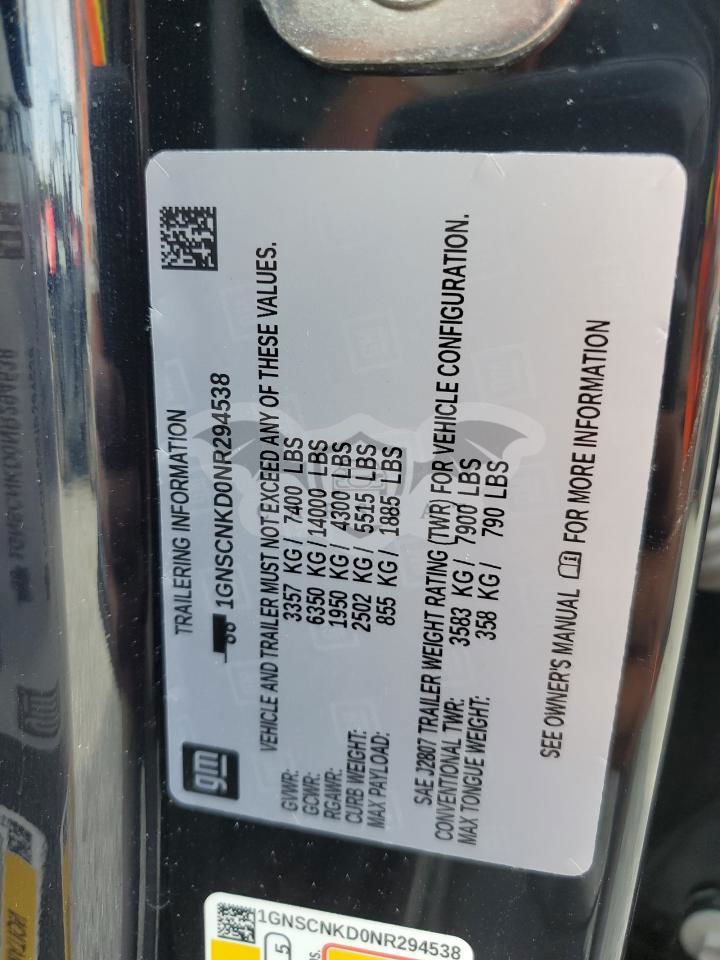 gm
TRAILERING INFORMATION
1GNSCNKD0NR294538
VEHICLE AND TRAILER MUST NOT EXCEED ANY OF THESE VALUES.
GVWR: 3357 KG / 7400 LBS
GCWR: 6350 KG / 14000 LBS
RGAWR: 1950 KG / 4300 LBS
CURB WEIGHT: 2502 KG / 5515 LBS
MAX PAYLOAD: 855 KG / 1885 LBS
SAE J2807 TRAILER WEIGHT RATING (TWR) FOR VEHICLE CONFIGURATION.
CONVENTIONAL TWR: 3583 KG / 7900 LBS
MAX TONGUE WEIGHT: 358 KG / 790 LBS
SEE OWNER'S MANUAL FOR MORE INFORMATION
1GNSCNKD0NR294538